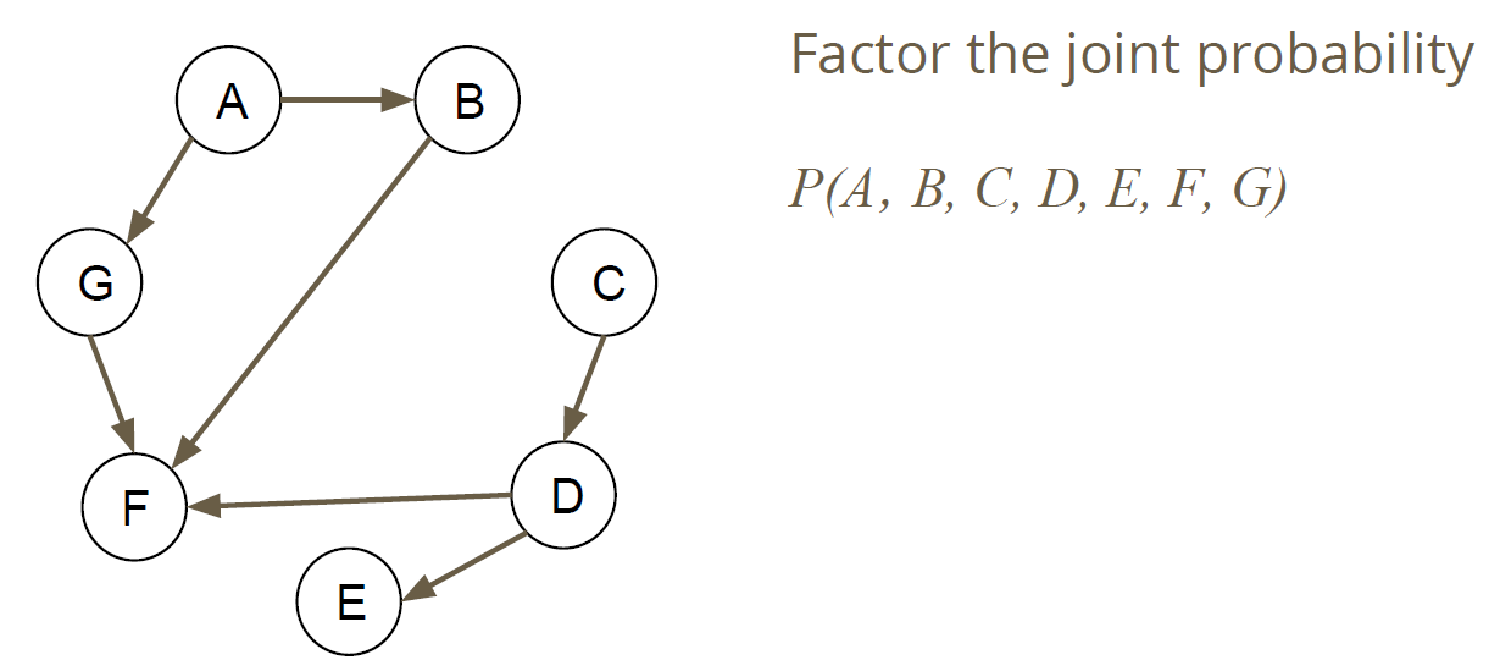 Factor the joint probability
P(A, B, C, D, E, F, G)
A
B
G
C
F
D
E